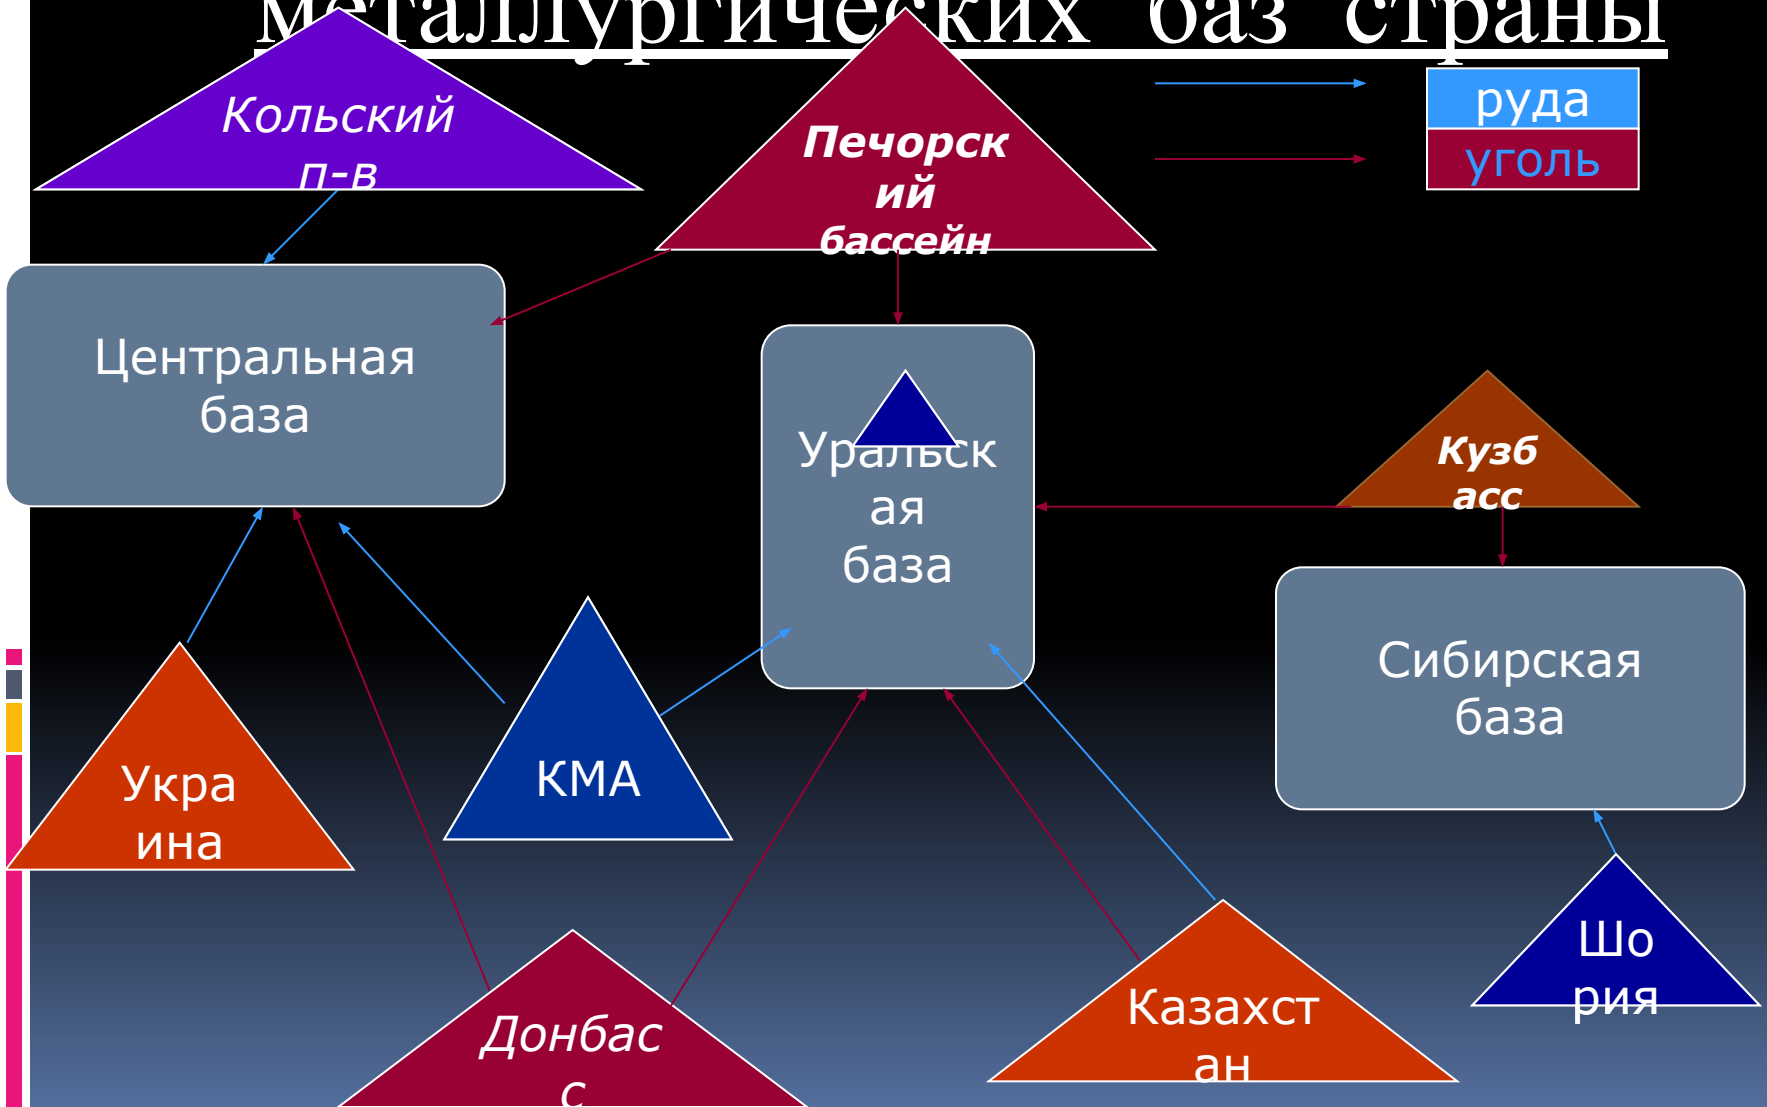 металлургических баз страны
руда
уголь
Кольский
п-в
Печорск
ий
бассейн
Центральная
база
Уральск
ая
база
Кузб
асс
Сибирская
база
Укра
ина
КМА
Шо
рия
Казахст
ан
Донбас
с